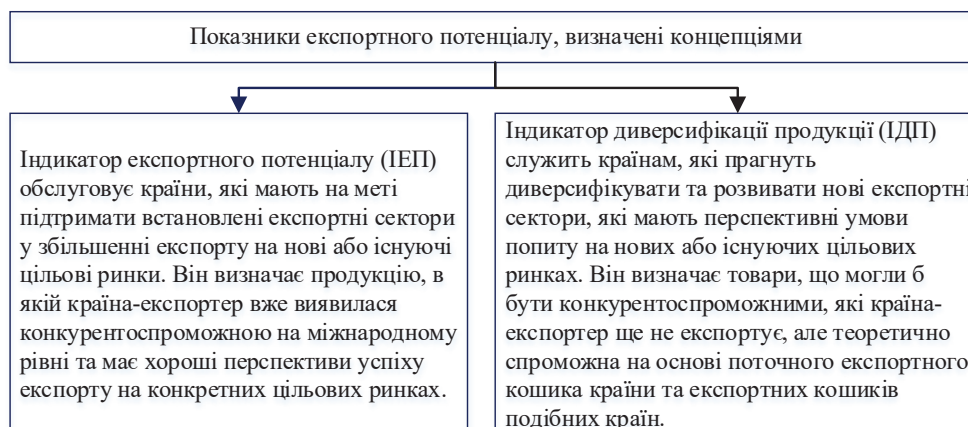 Показники експортного потенціалу, визначені концепціями
Індикатор експортного потенціалу (ІЕП)
обслуговує країни, які мають на меті
підтримати встановлені експортні сектори
у збільшенні експорту на нові або існуючі
цільові ринки. Він визначає продукцію, в
якій країна-експортер вже виявилася
конкурентоспроможною на міжнародному
рівні та має хороші перспективи успіху
експорту на конкретних цільових ринках.
Індикатор диверсифікації продукції (ІДП)
служить країнам, які прагнуть
диверсифікувати та розвивати нові експортні
сектори, які мають перспективні умови
попиту на нових або існуючих цільових
ринках. Він визначає товари, що могли б
бути конкурентоспроможними, які країна-
експортер ще не експортує, але теоретично
спроможна на основі поточного експортного
кошика країни та експортних кошиків
подібних країн.